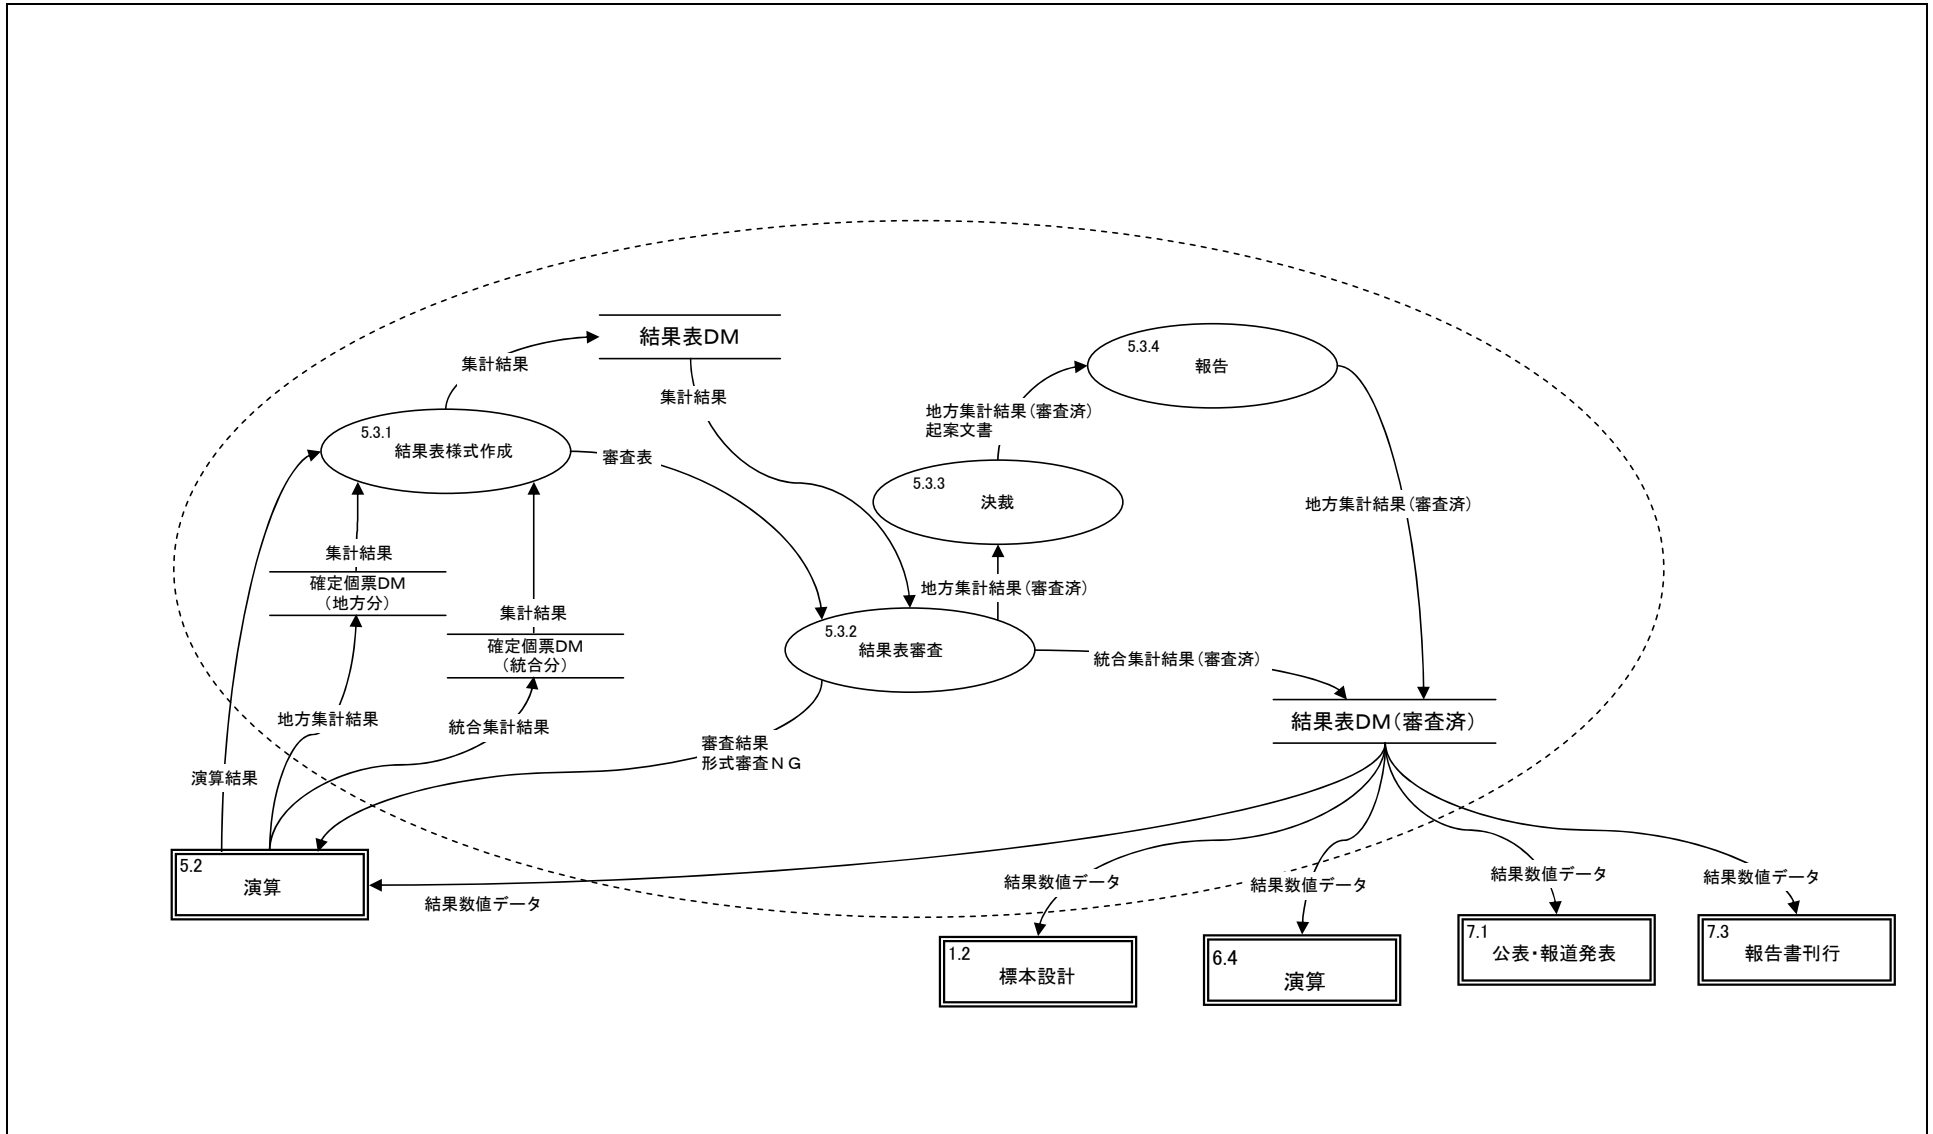 結果表DM
集計結果
集計結果
5.3.4
報告
地方集計結果(審査済)
起案文書
5.3.1
結果表様式作成
審査表
5.3.3
決裁
地方集計結果(審査済)
集計結果
確定個票DM
(地方分)
集計結果
地方集計結果(審査済)
確定個票DM
(統合分)
5.3.2
結果表審査
統合集計結果(審査済)
地方集計結果
統合集計結果
結果表DM(審査済)
審査結果
形式審査NG
演算結果
5.2
演算
結果数値データ
結果数値データ
結果数値データ
結果数値データ
結果数値データ
1.2
標本設計
6.4
演算
7.1
公表・報道発表
7.3
報告書刊行